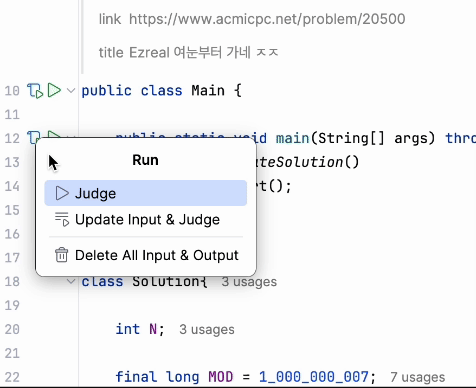 link https://www.acmicpc.net/problem/20500
title Ezreal 여눈부터 가네 ㅈㅈ
10 public class Main {
11
12 public static void main(String[] args) thro
13 ateSolution()
14 rt();
15
16
17
Run
Judge
Update Input & Judge
Delete All Input & Output
18 class Solution{ 3 usages
19
20 int N; 3 usages
21
22 final long MOD = 1_000_000_007; 7 usages